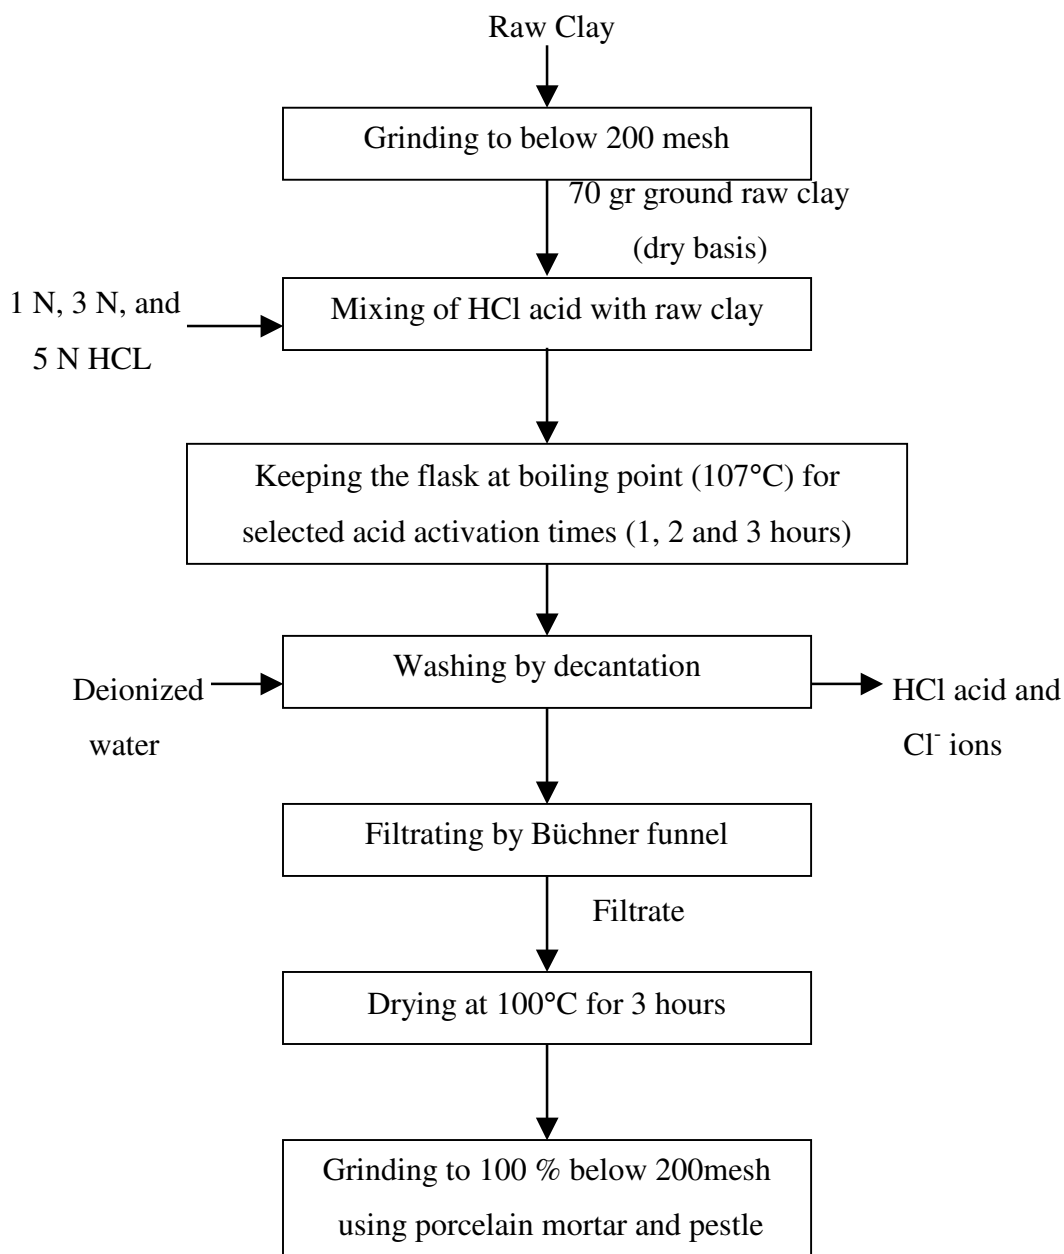 Raw Clay
Grinding to below 200 mesh
70 gr ground raw clay
(dry basis)
1 N, 3 N, and
5 N HCL
Mixing of HCl acid with raw clay
Keeping the flask at boiling point (107°C) for
selected acid activation times (1, 2 and 3 hours)
Washing by decantation
Deionized
water
HCl acid and
Cl⁻ ions
Filtrating by Büchner funnel
Filtrate
Drying at 100°C for 3 hours
Grinding to 100 % below 200mesh
using porcelain mortar and pestle